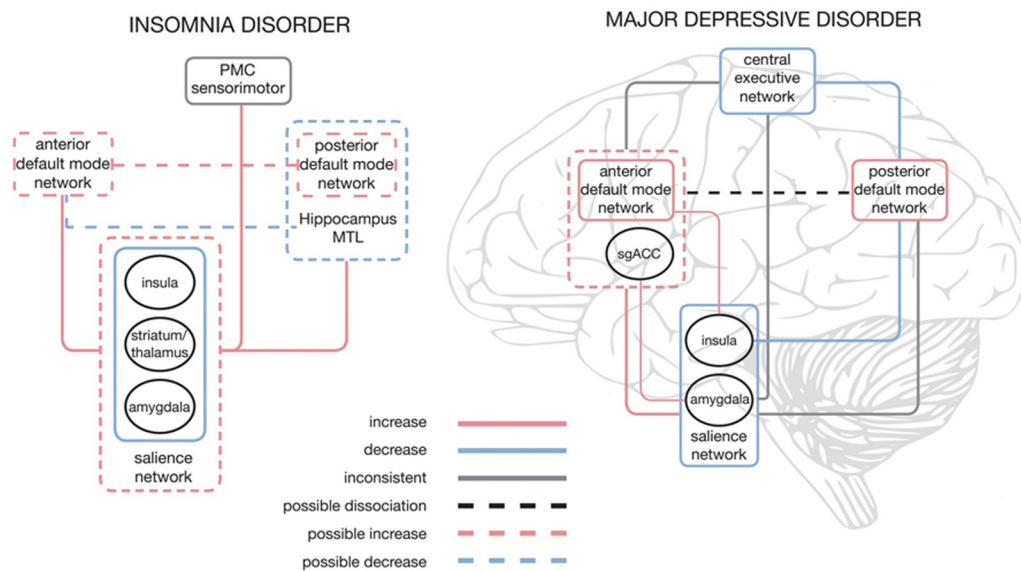 INSOMNIA DISORDER
PMC
sensorimotor
anterior
default mode
network
posterior
default mode
network
Hippocampus
MTL
insula
striatum/
thalamus
amygdala
salience
network
MAJOR DEPRESSIVE DISORDER
central
executive
network
anterior
default mode
network
posterior
default mode
network
sgACC
insula
amygdala
salience
network
increase
decrease
inconsistent
possible dissociation
possible increase
possible decrease